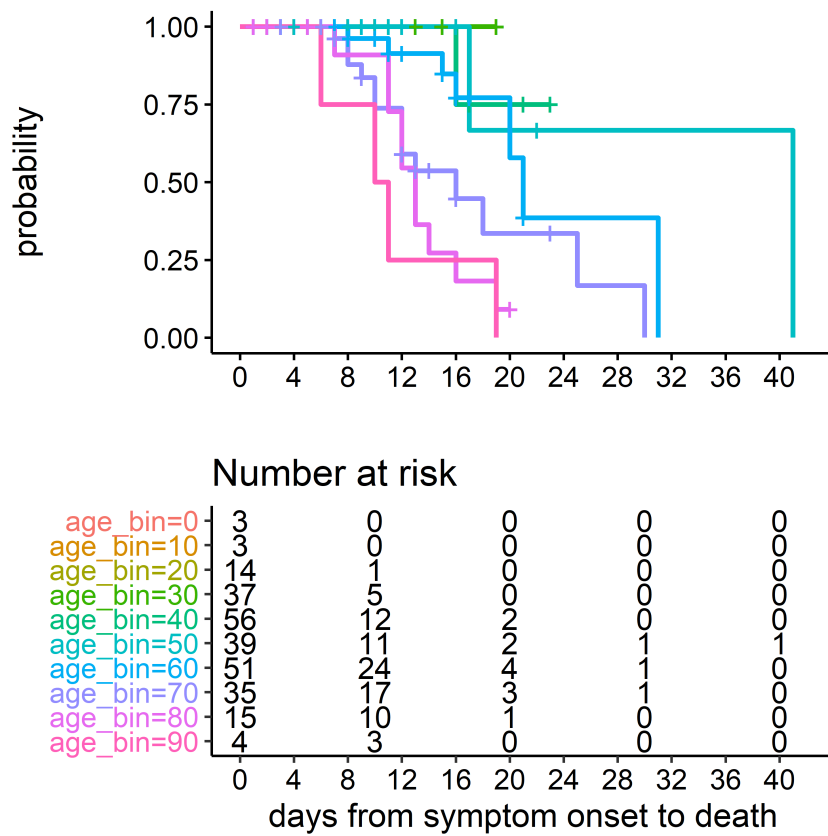 probability
1.00
0.75
0.50
0.25
0.00
0 4 8 12 16 20 24 28 32 36 40
Number at risk
age_bin=0 3 0 0 0 0
age_bin=10 3 0 0 0 0
age_bin=20 14 1 0 0 0
age_bin=30 37 5 0 0 0
age_bin=40 56 12 2 0 0
age_bin=50 39 11 2 1 1
age_bin=60 51 24 4 1 0
age_bin=70 35 17 3 1 0
age_bin=80 15 10 1 0 0
age_bin=90 4 3 0 0 0
0 4 8 12 16 20 24 28 32 36 40
days from symptom onset to death